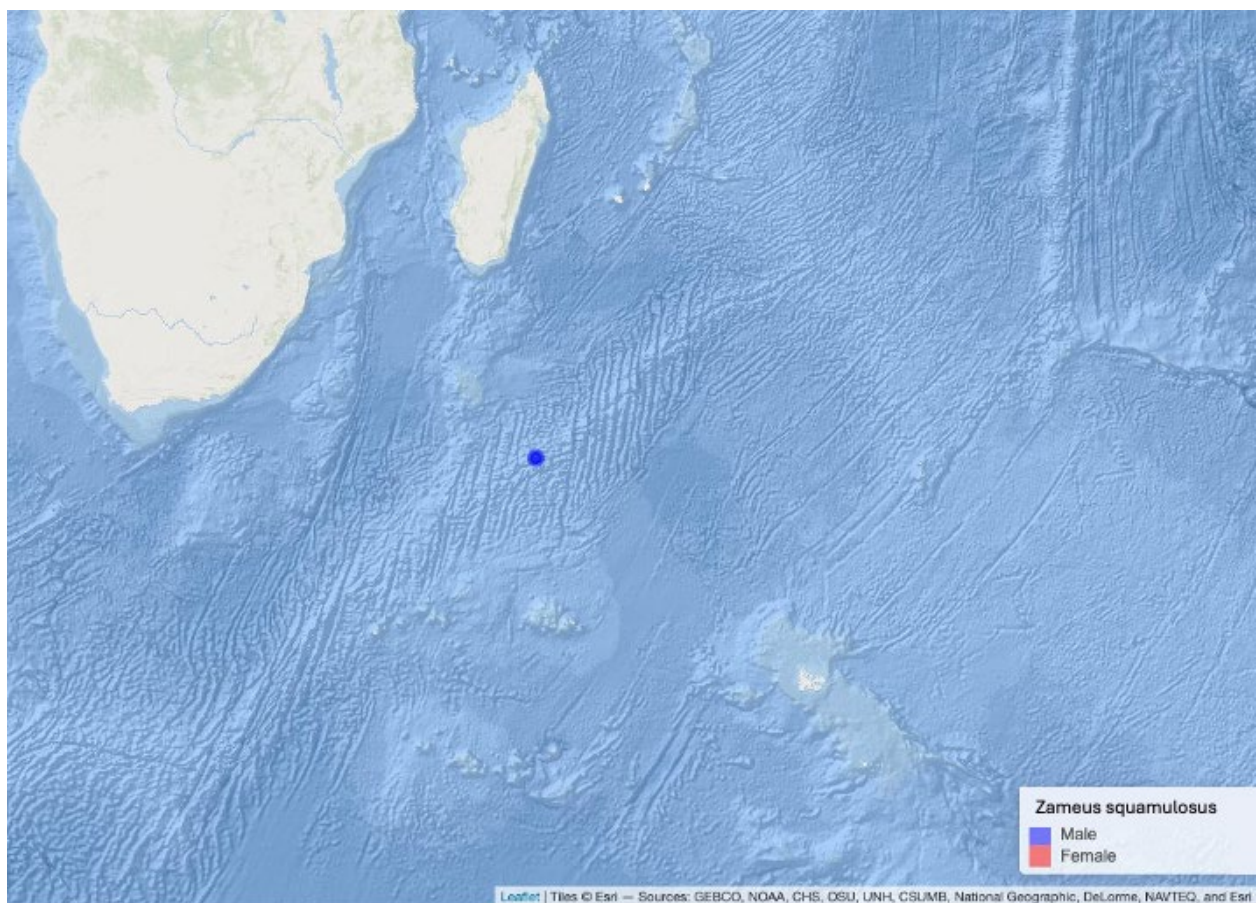 Zameus squamulosus
Male
Female
Leaflet | Tiles © Esri — Sources: GEBCO, NOAA, CHS, OSU, UNH, CSUMB, National Geographic, DeLorme, NAVTEQ, and Esri